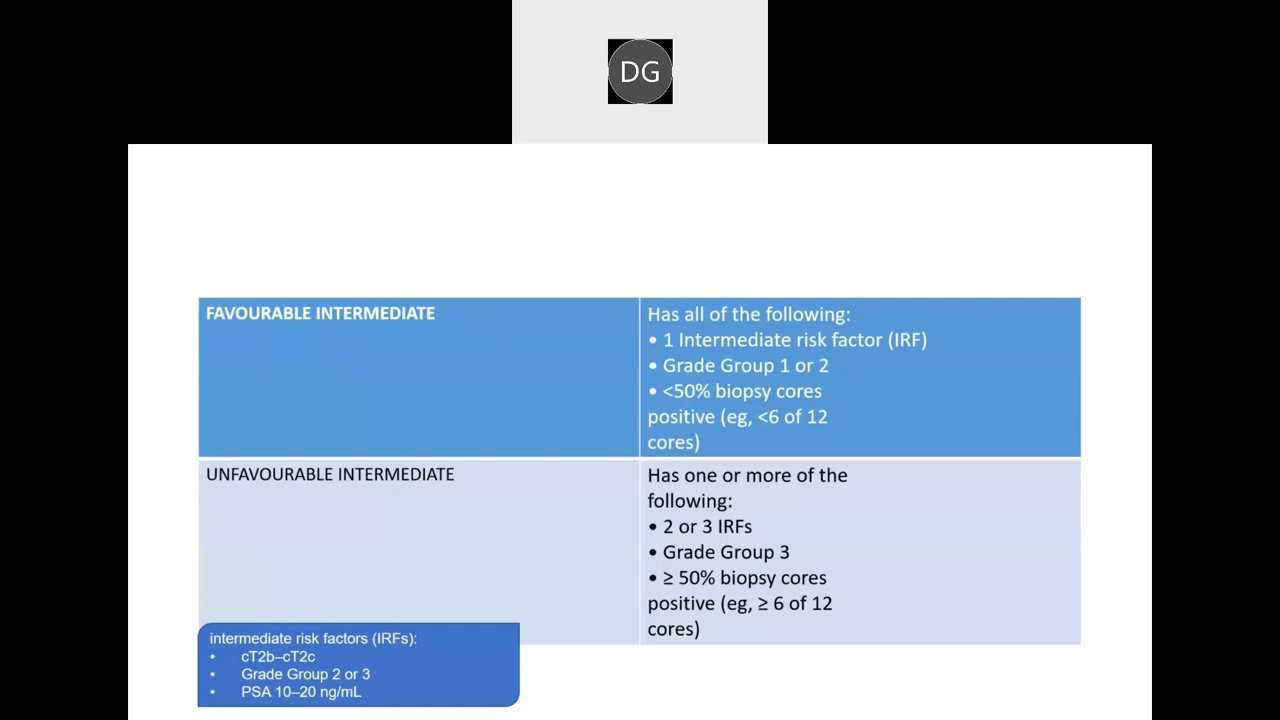 DG
FAVOURABLE INTERMEDIATE
Has all of the following:
• 1 Intermediate risk factor (IRF)
• Grade Group 1 or 2
• <50% biopsy cores
positive (eg, <6 of 12
cores)
UNFAVOURABLE INTERMEDIATE
Has one or more of the
following:
• 2 or 3 IRFs
• Grade Group 3
• ≥ 50% biopsy cores
positive (eg, ≥ 6 of 12
cores)
intermediate risk factors (IRFs):
• cT2b–cT2c
• Grade Group 2 or 3
• PSA 10–20 ng/mL